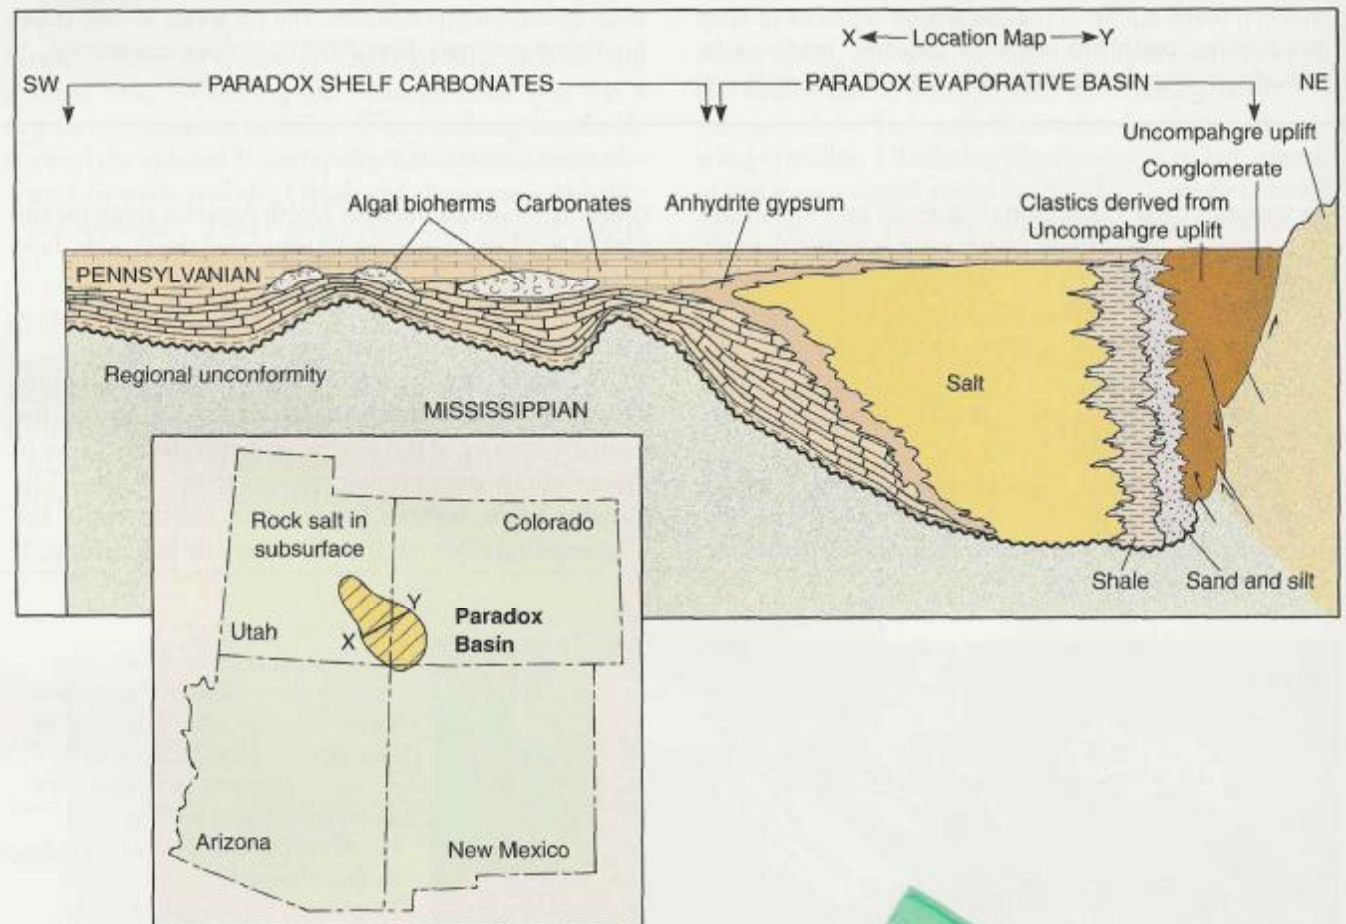 X ← Location Map → Y
SW PARADOX SHELF CARBONATES PARADOX EVAPORATIVE BASIN NE
Uncompahgre uplift
Conglomerate
Algal bioherms Carbonates Anhydrite gypsum Clastics derived from
Uncompahgre uplift
PENNSYLVANIAN
Regional unconformity
Salt
MISSISSIPPIAN
Shale Sand and silt
Rock salt in
subsurface
Colorado
Utah
X
Y
Paradox
Basin
Arizona
New Mexico